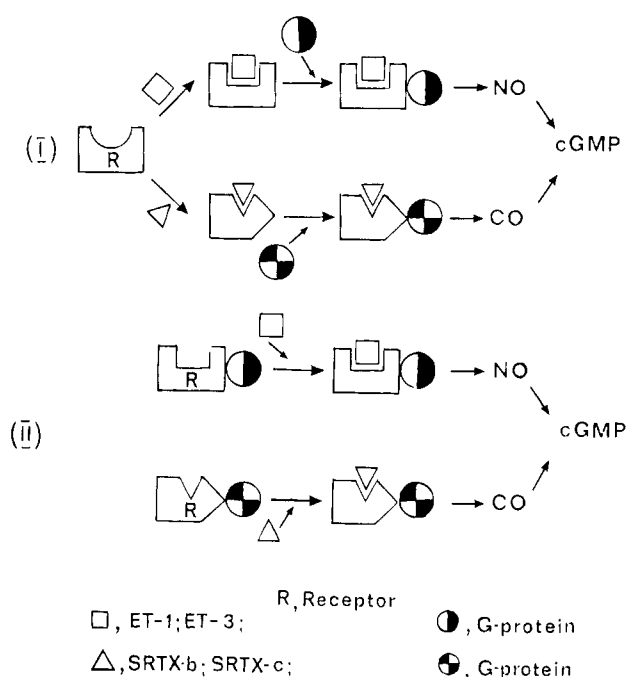 NO
(I)
R
cGMP
CO
R
NO
(II)
cGMP
R
CO
R, Receptor
, ET-1; ET-3;
, G-protein
, SRTX-b; SRTX-c;
, G-protein